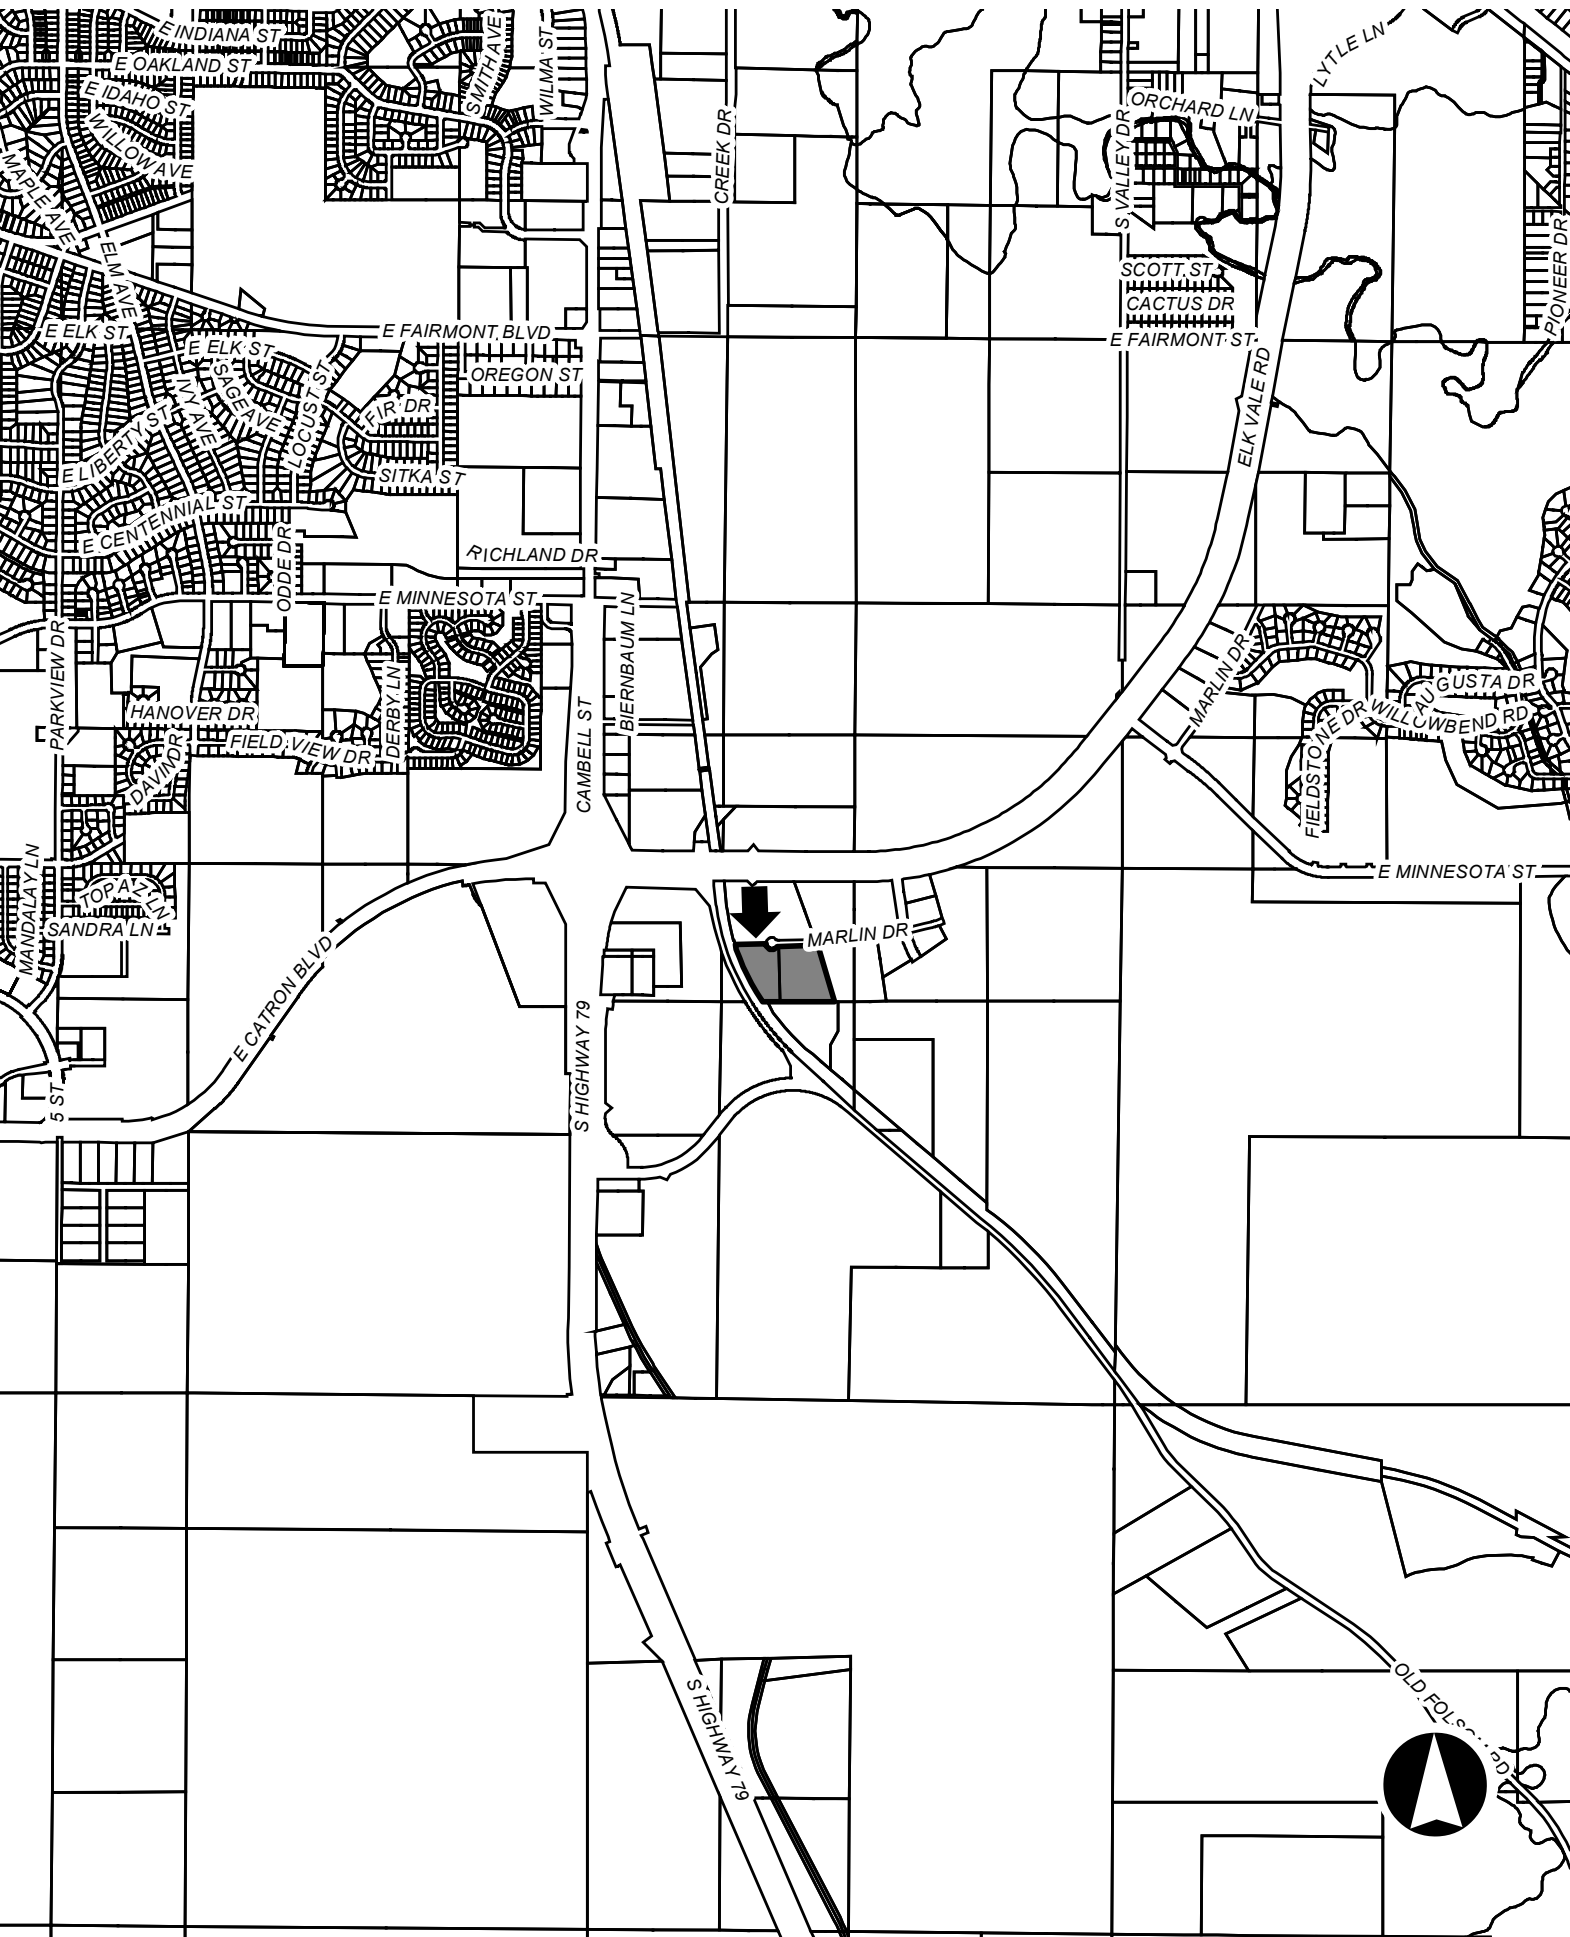 E INDIANA ST
SMITH AVE
WILMA ST
LYTLE LN
E OAKLAND ST
E IDAHO ST
ORCHARD LN
WILLOW AVE
CREEK DR
S VALLEY DR
MAPLE AVE
ELM AVE
PIONEER DR
SCOTT ST
CACTUS DR
E ELK ST
E FAIRMONT BLVD
E FAIRMONT ST
E ELK ST
OREGON ST
SAGE AVE
IVY AVE
LOCUST ST
FIR DR
ELK VALE RD
E LIBERTY ST
SITKA ST
E CENTENNIAL ST
ODDE DR
RICHLAND DR
E MINNESOTA ST
BIERNBAUM LN
PARKVIEW DR
MARLIN DR
DERBY LN
AUGUSTA DR
HANOVER DR
WILLOWBEND RD
FIELD VIEW DR
CAMBELL ST
DAVIN DR
FIELDSTONE DR
MANDALAY LN
TOPAZ LN
E MINNESOTA ST
SANDRA LN
MARLIN DR
E CATRON BLVD
S HIGHWAY 79
5 ST
S HIGHWAY 79
OLD FOLSOM RD